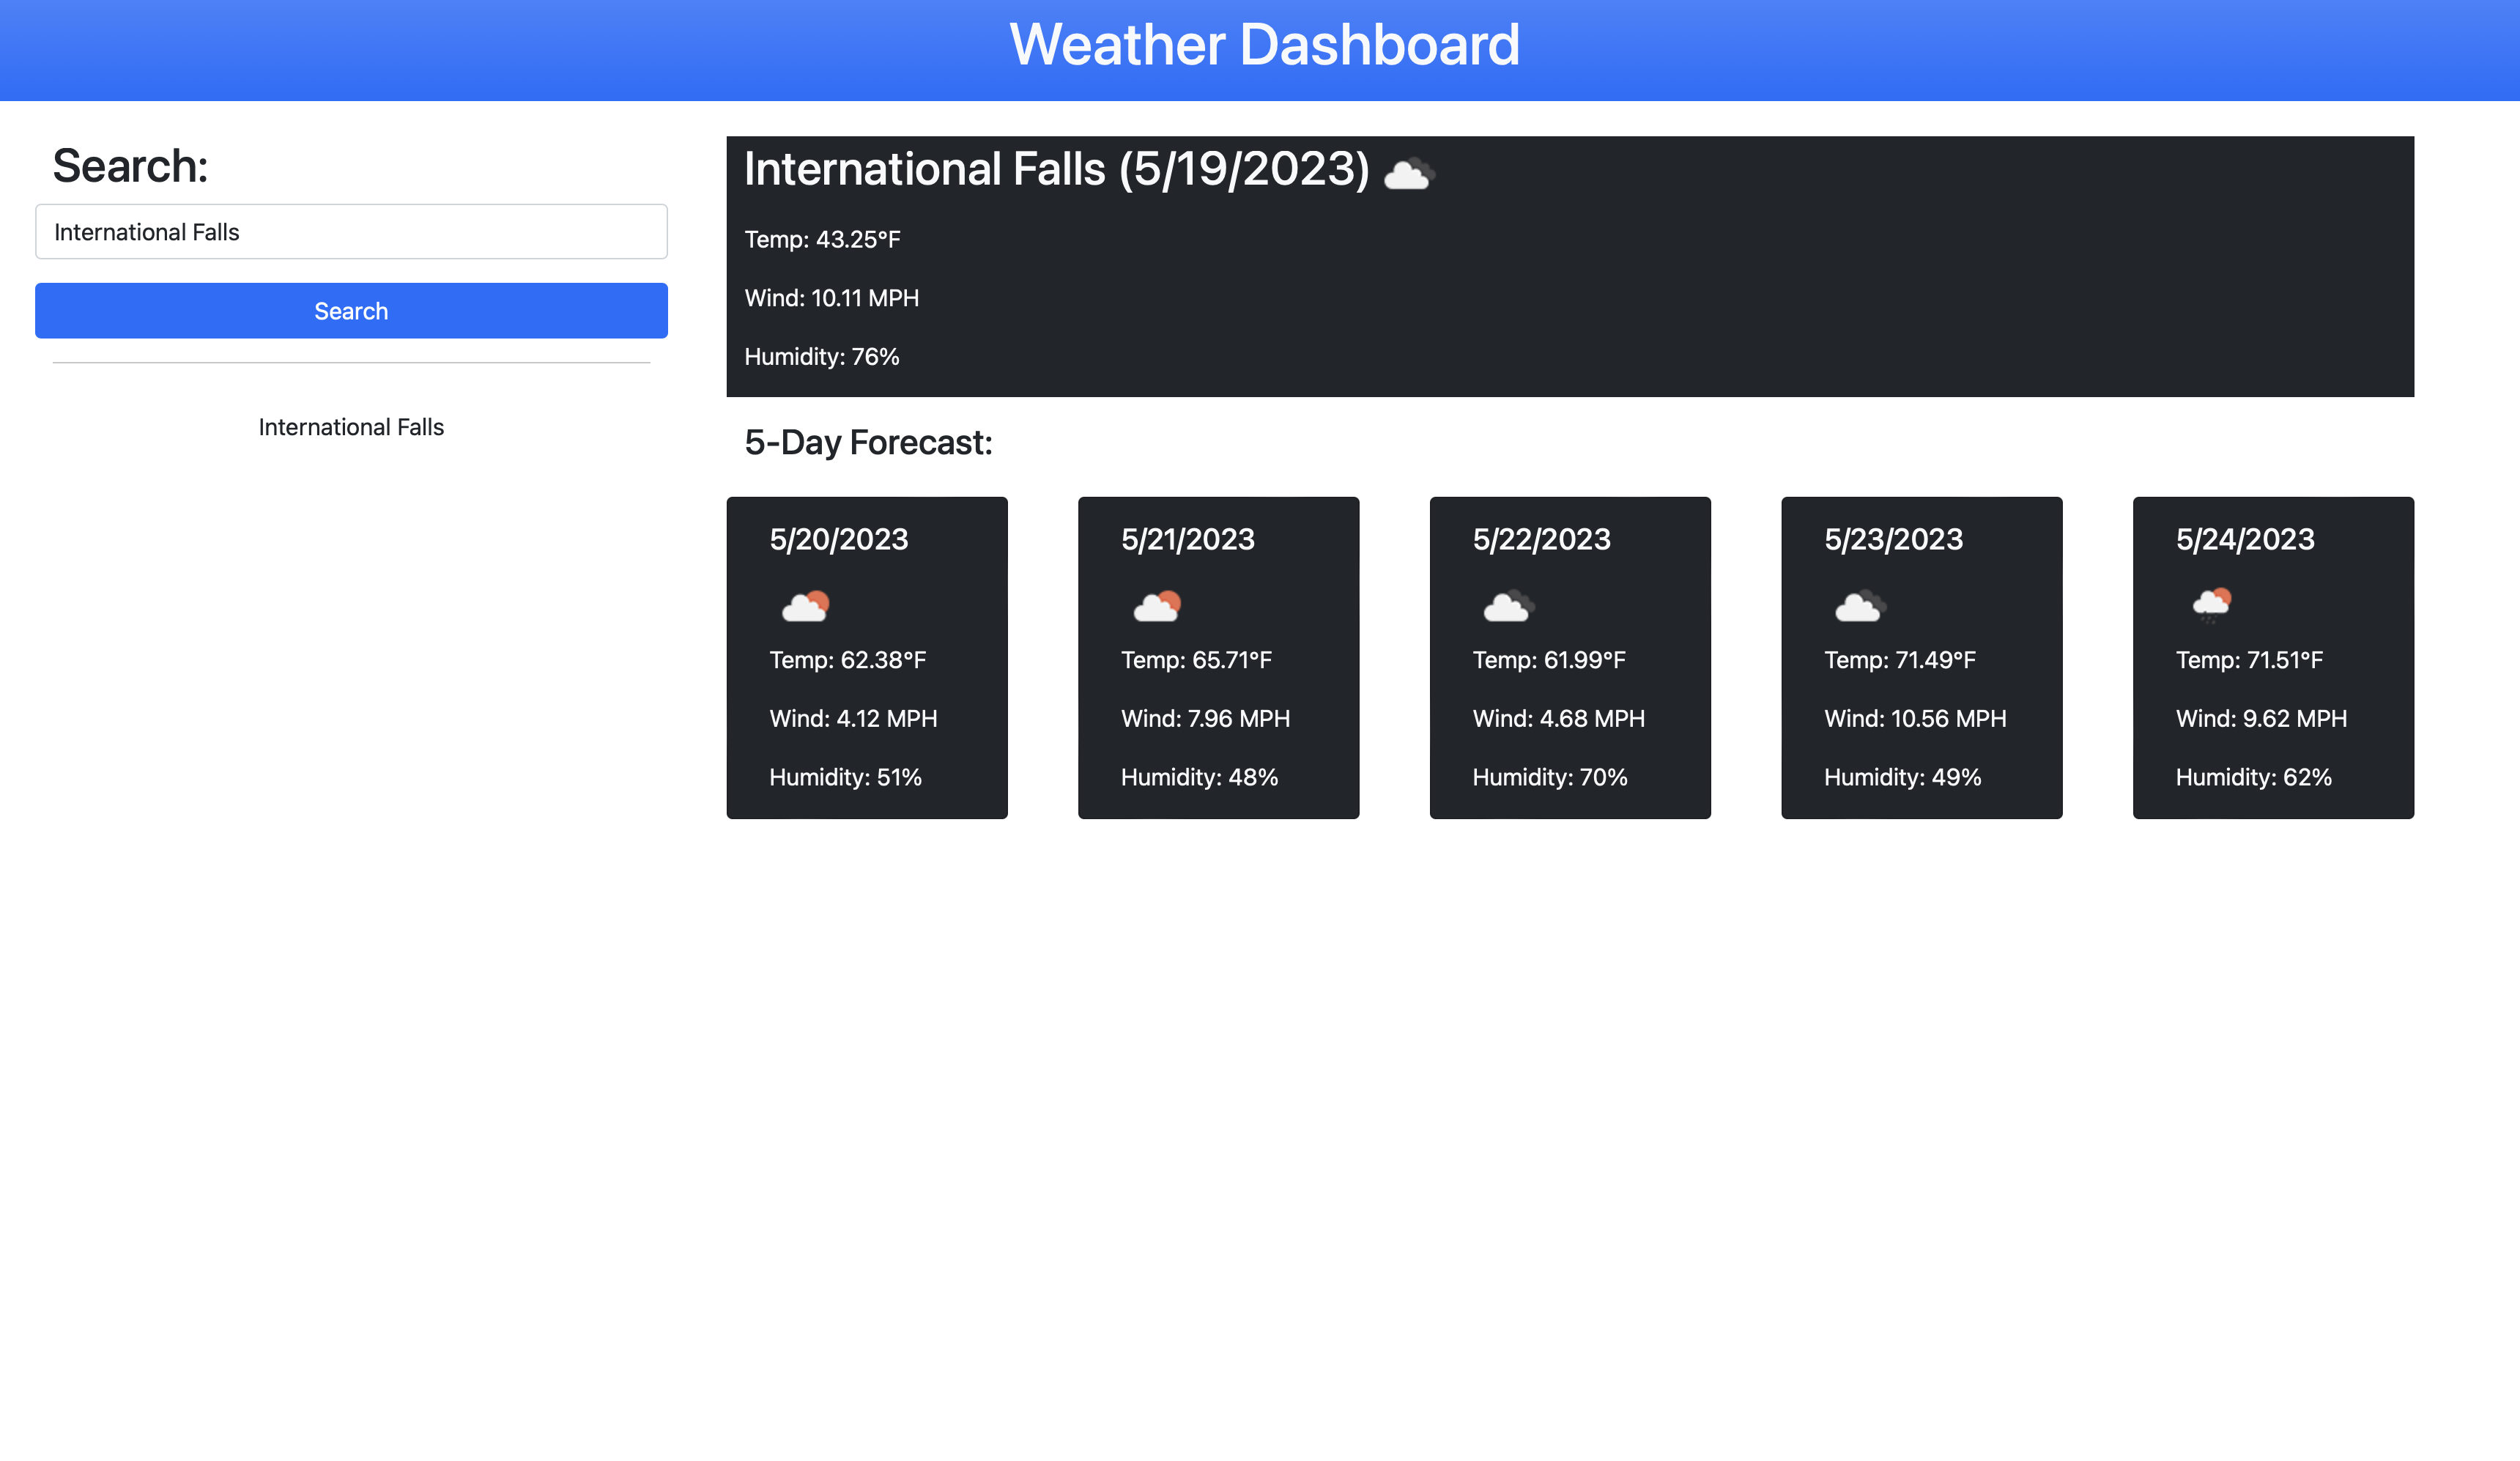 Weather Dashboard
Search:
International Falls
Search
International Falls
International Falls (5/19/2023)
Temp: 43.25°F
Wind: 10.11 MPH
Humidity: 76%
5-Day Forecast:
5/20/2023
Temp: 62.38°F
Wind: 4.12 MPH
Humidity: 51%
5/21/2023
Temp: 65.71°F
Wind: 7.96 MPH
Humidity: 48%
5/22/2023
Temp: 61.99°F
Wind: 4.68 MPH
Humidity: 70%
5/23/2023
Temp: 71.49°F
Wind: 10.56 MPH
Humidity: 49%
5/24/2023
Temp: 71.51°F
Wind: 9.62 MPH
Humidity: 62%